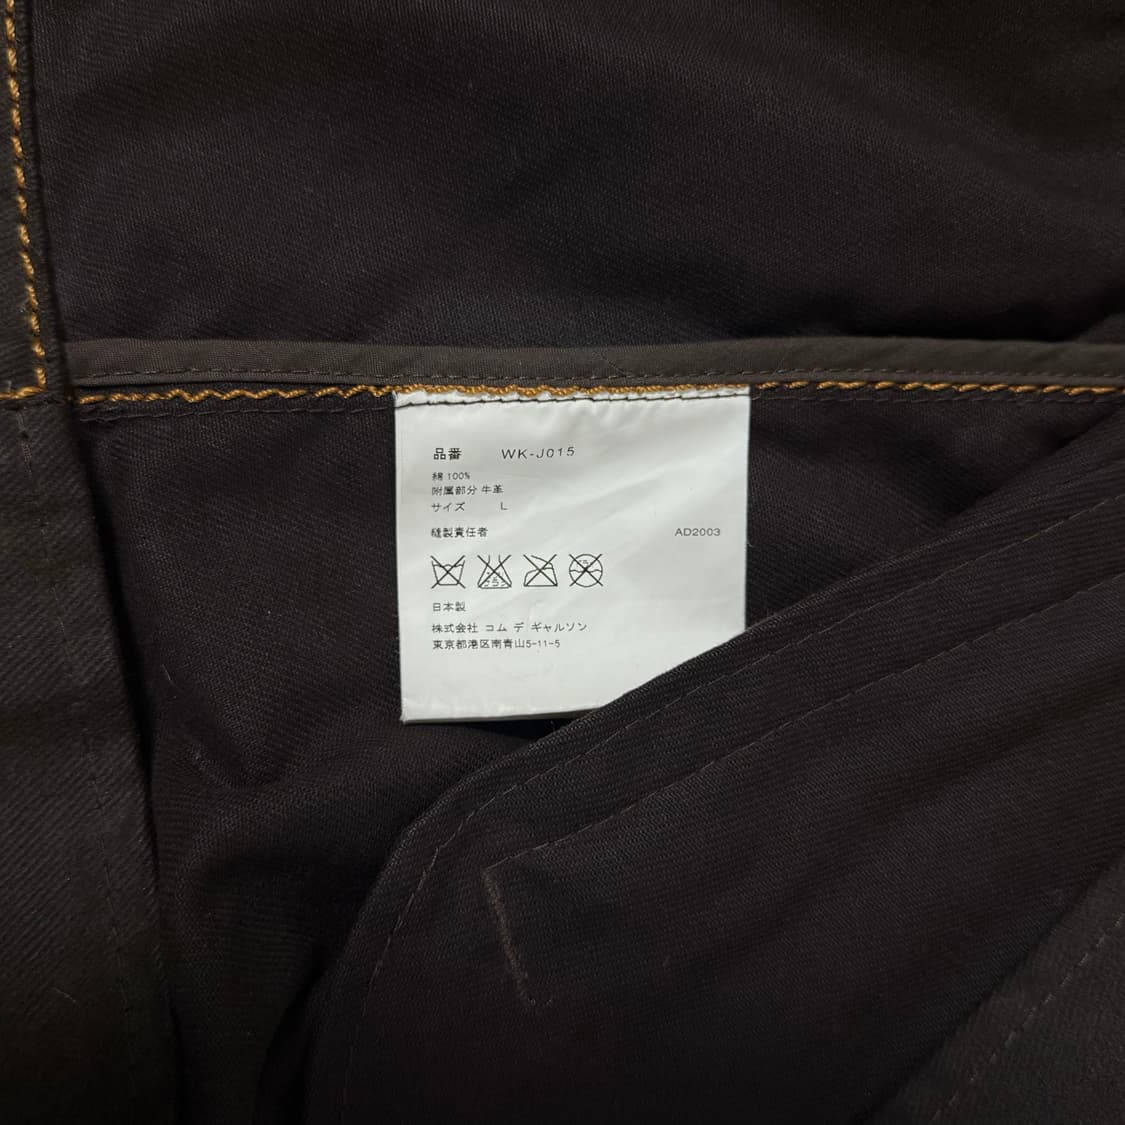 品番 WK-J015
綿 100%
附属部分 牛革
サイズ L
縫製責任者 AD2003
日本製
株式会社 コム デ ギャルソン
東京都港区南青山5-11-5